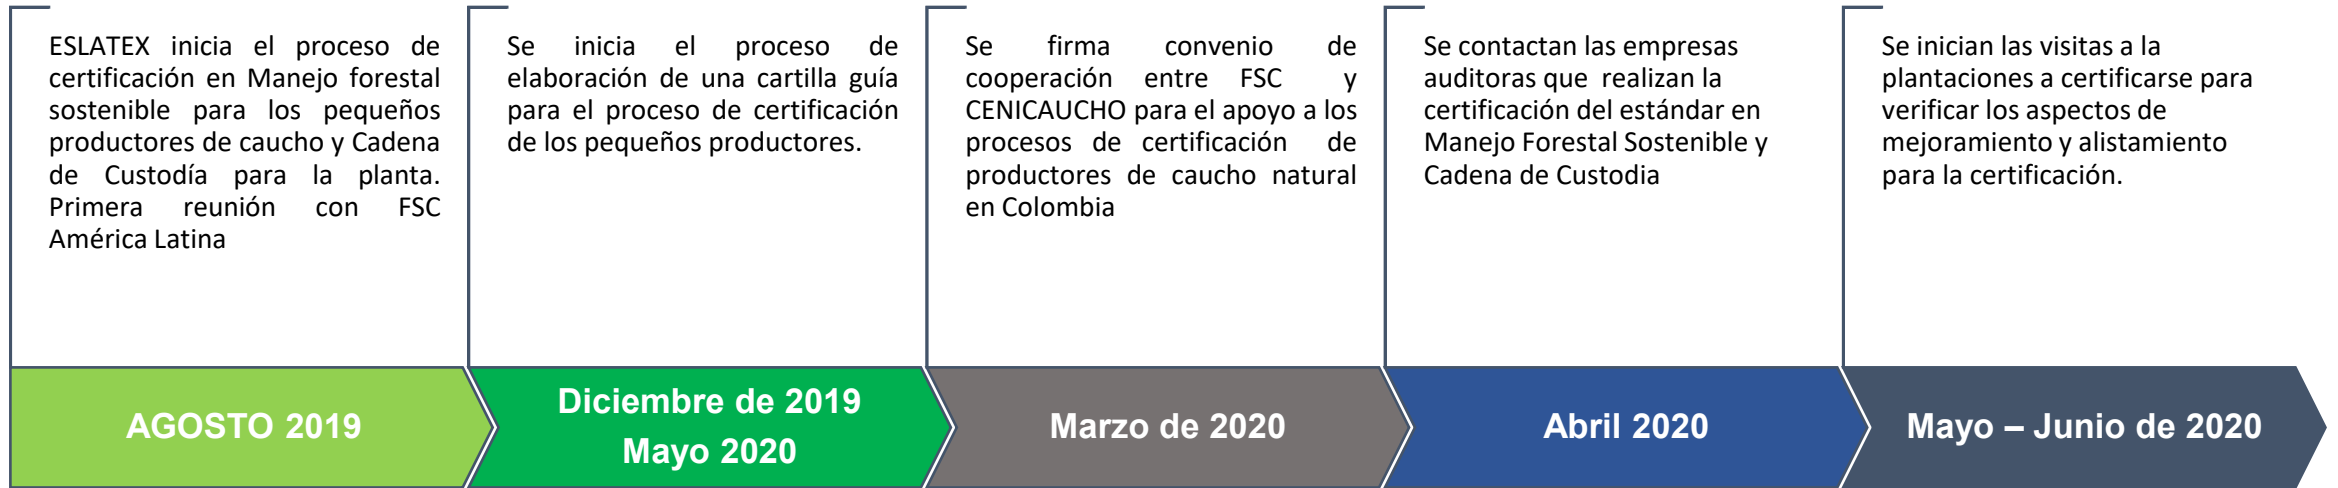 ESLATEX inicia el proceso de
certificación en Manejo forestal
sostenible para los pequeños
productores de caucho y Cadena
de Custodía para la planta.
Primera reunión con FSC
América Latina
Se inicia el proceso de
elaboración de una cartilla guía
para el proceso de certificación
de los pequeños productores.
Se firma convenio de
cooperación entre FSC y
CENICAUCHO para el apoyo a los
procesos de certificación de
productores de caucho natural
en Colombia
Se contactan las empresas
auditoras que realizan la
certificación del estándar en
Manejo Forestal Sostenible y
Cadena de Custodia
Se inician las visitas a la
plantaciones a certificarse para
verificar los aspectos de
mejoramiento y alistamiento
para la certificación.
AGOSTO 2019
Diciembre de 2019
Mayo 2020
Marzo de 2020
Abril 2020
Mayo – Junio de 2020